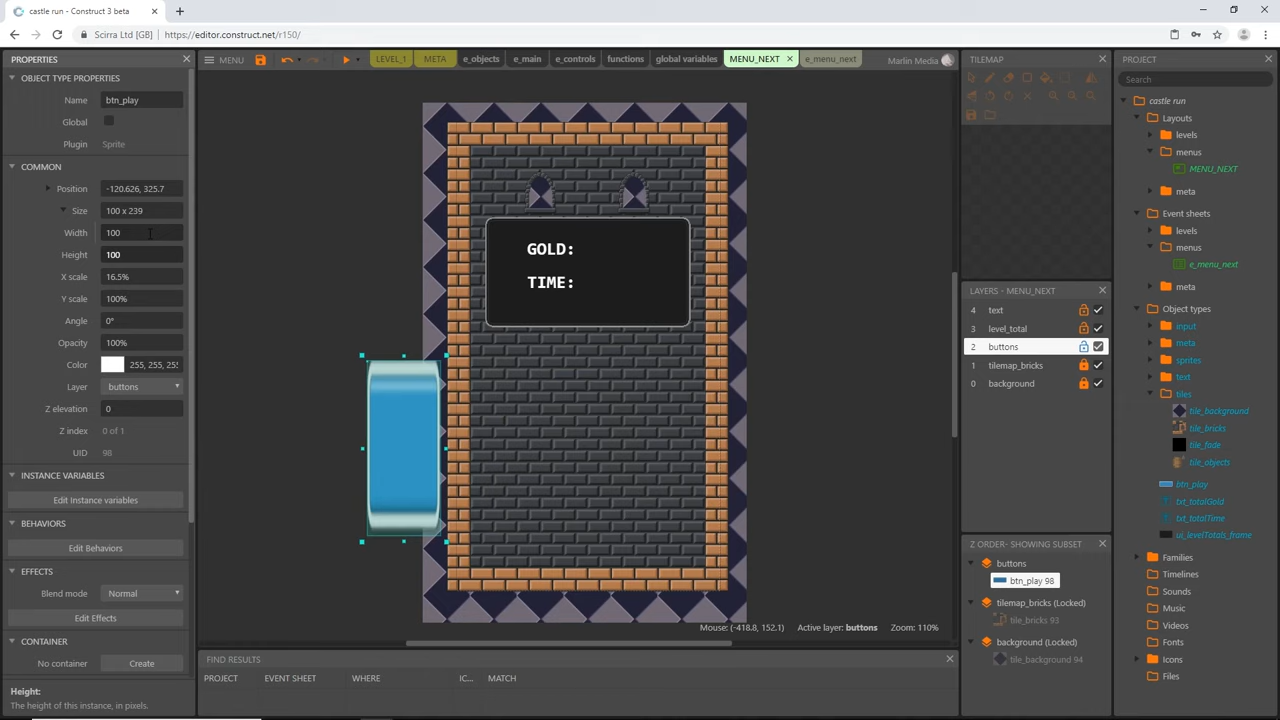 castle run - Construct 3 beta
Scirra Ltd [GB] | https://editor.construct.net/r150/
PROPERTIES
OBJECT TYPE PROPERTIES
Name btn_play
Global
Plugin Sprite
COMMON
Position -120.626, 325.7
Size 100 x 239
Width 100
Height 100
X scale 16.5%
Y scale 100%
Angle 0°
Opacity 100%
Color 255, 255, 255
Layer buttons
Z elevation 0
Z index 0 of 1
UID 98
INSTANCE VARIABLES
Edit Instance variables
BEHAVIORS
Edit Behaviors
EFFECTS
Blend mode Normal
Edit Effects
CONTAINER
No container Create
Height:
The height of this instance, in pixels.
MENU
LEVEL_1 META e_objects e_main e_controls functions global variables MENU_NEXT e_menu_next
Marlin Media
GOLD:
TIME:
Mouse: (-418.8, 152.1) Active layer: buttons Zoom: 110%
FIND RESULTS
PROJECT EVENT SHEET WHERE IC... MATCH
TILEMAP
LAYERS - MENU_NEXT
4 text
3 level_total
2 buttons
1 tilemap_bricks
0 background
Z ORDER- SHOWING SUBSET
buttons
btn_play 98
tilemap_bricks (Locked)
tile_bricks 93
background (Locked)
tile_background 94
PROJECT
Search
castle run
Layouts
levels
menus
MENU_NEXT
meta
Event sheets
levels
menus
e_menu_next
meta
Object types
input
meta
sprites
text
tiles
tile_background
tile_bricks
tile_fade
tile_objects
btn_play
txt_totalGold
txt_totalTime
ui_levelTotals_frame
Families
Timelines
Sounds
Music
Videos
Fonts
Icons
Files